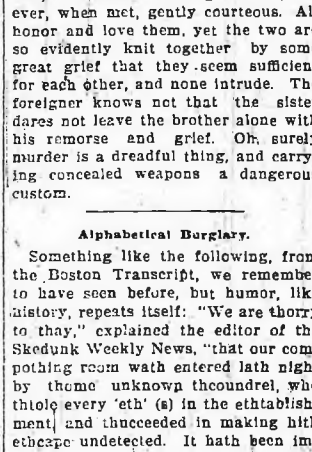 ever, when met, gently courteous. Al
honor and love them, yet the two ar
so evidently knit together by som
great grief that they seem sufficien
for each other, and none intrude. Th
foreigner knows not that the siste
dares not leave the brother alone wit
his remorse and grief. Oh, surel
murder is a dreadful thing, and carry
ing concealed weapons a dangerou
custom.
Alphabetical Burglary.
Something like the following, from
the Boston Transcript, we remembe
to have seen before, but humor, lik
history, repeats itself: "We are thorr
to thay," explained the editor of th
Skedunk Weekly News, "that our com
pothing room wath entered lath nigh
by thome unknown thcoundrel, wh
thtole every 'eth' (s) in the ethtablish
ment, and thucceeded in making hith
ethcape undetected. It hath been im